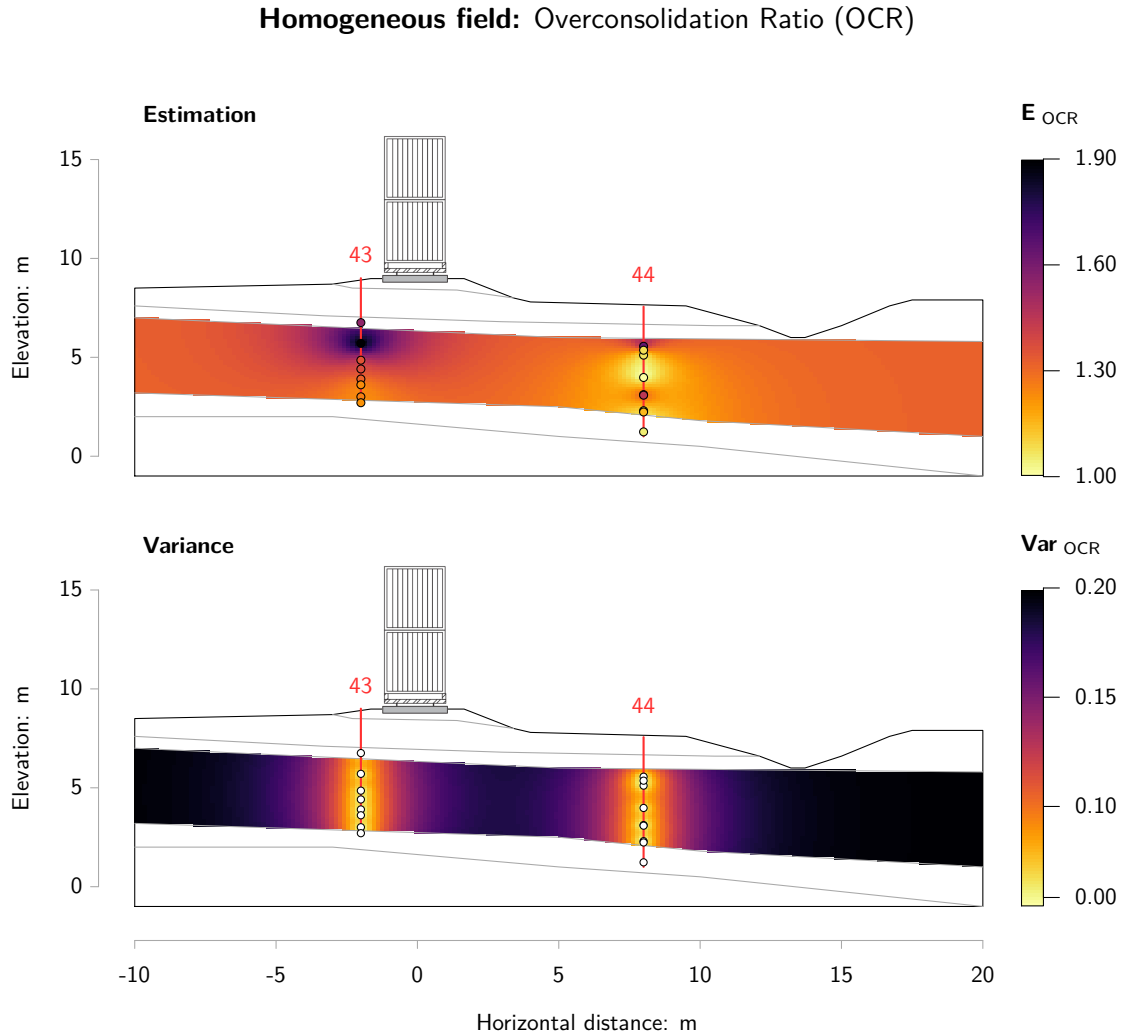 Homogeneous field: Overconsolidation Ratio (OCR)
Estimation
E OCR
15
10
5
0
Elevation: m
43
44
1.90
1.60
1.30
1.00
Variance
Var OCR
15
10
5
0
Elevation: m
43
44
0.20
0.15
0.10
0.00
-10 -5 0 5 10 15 20
Horizontal distance: m